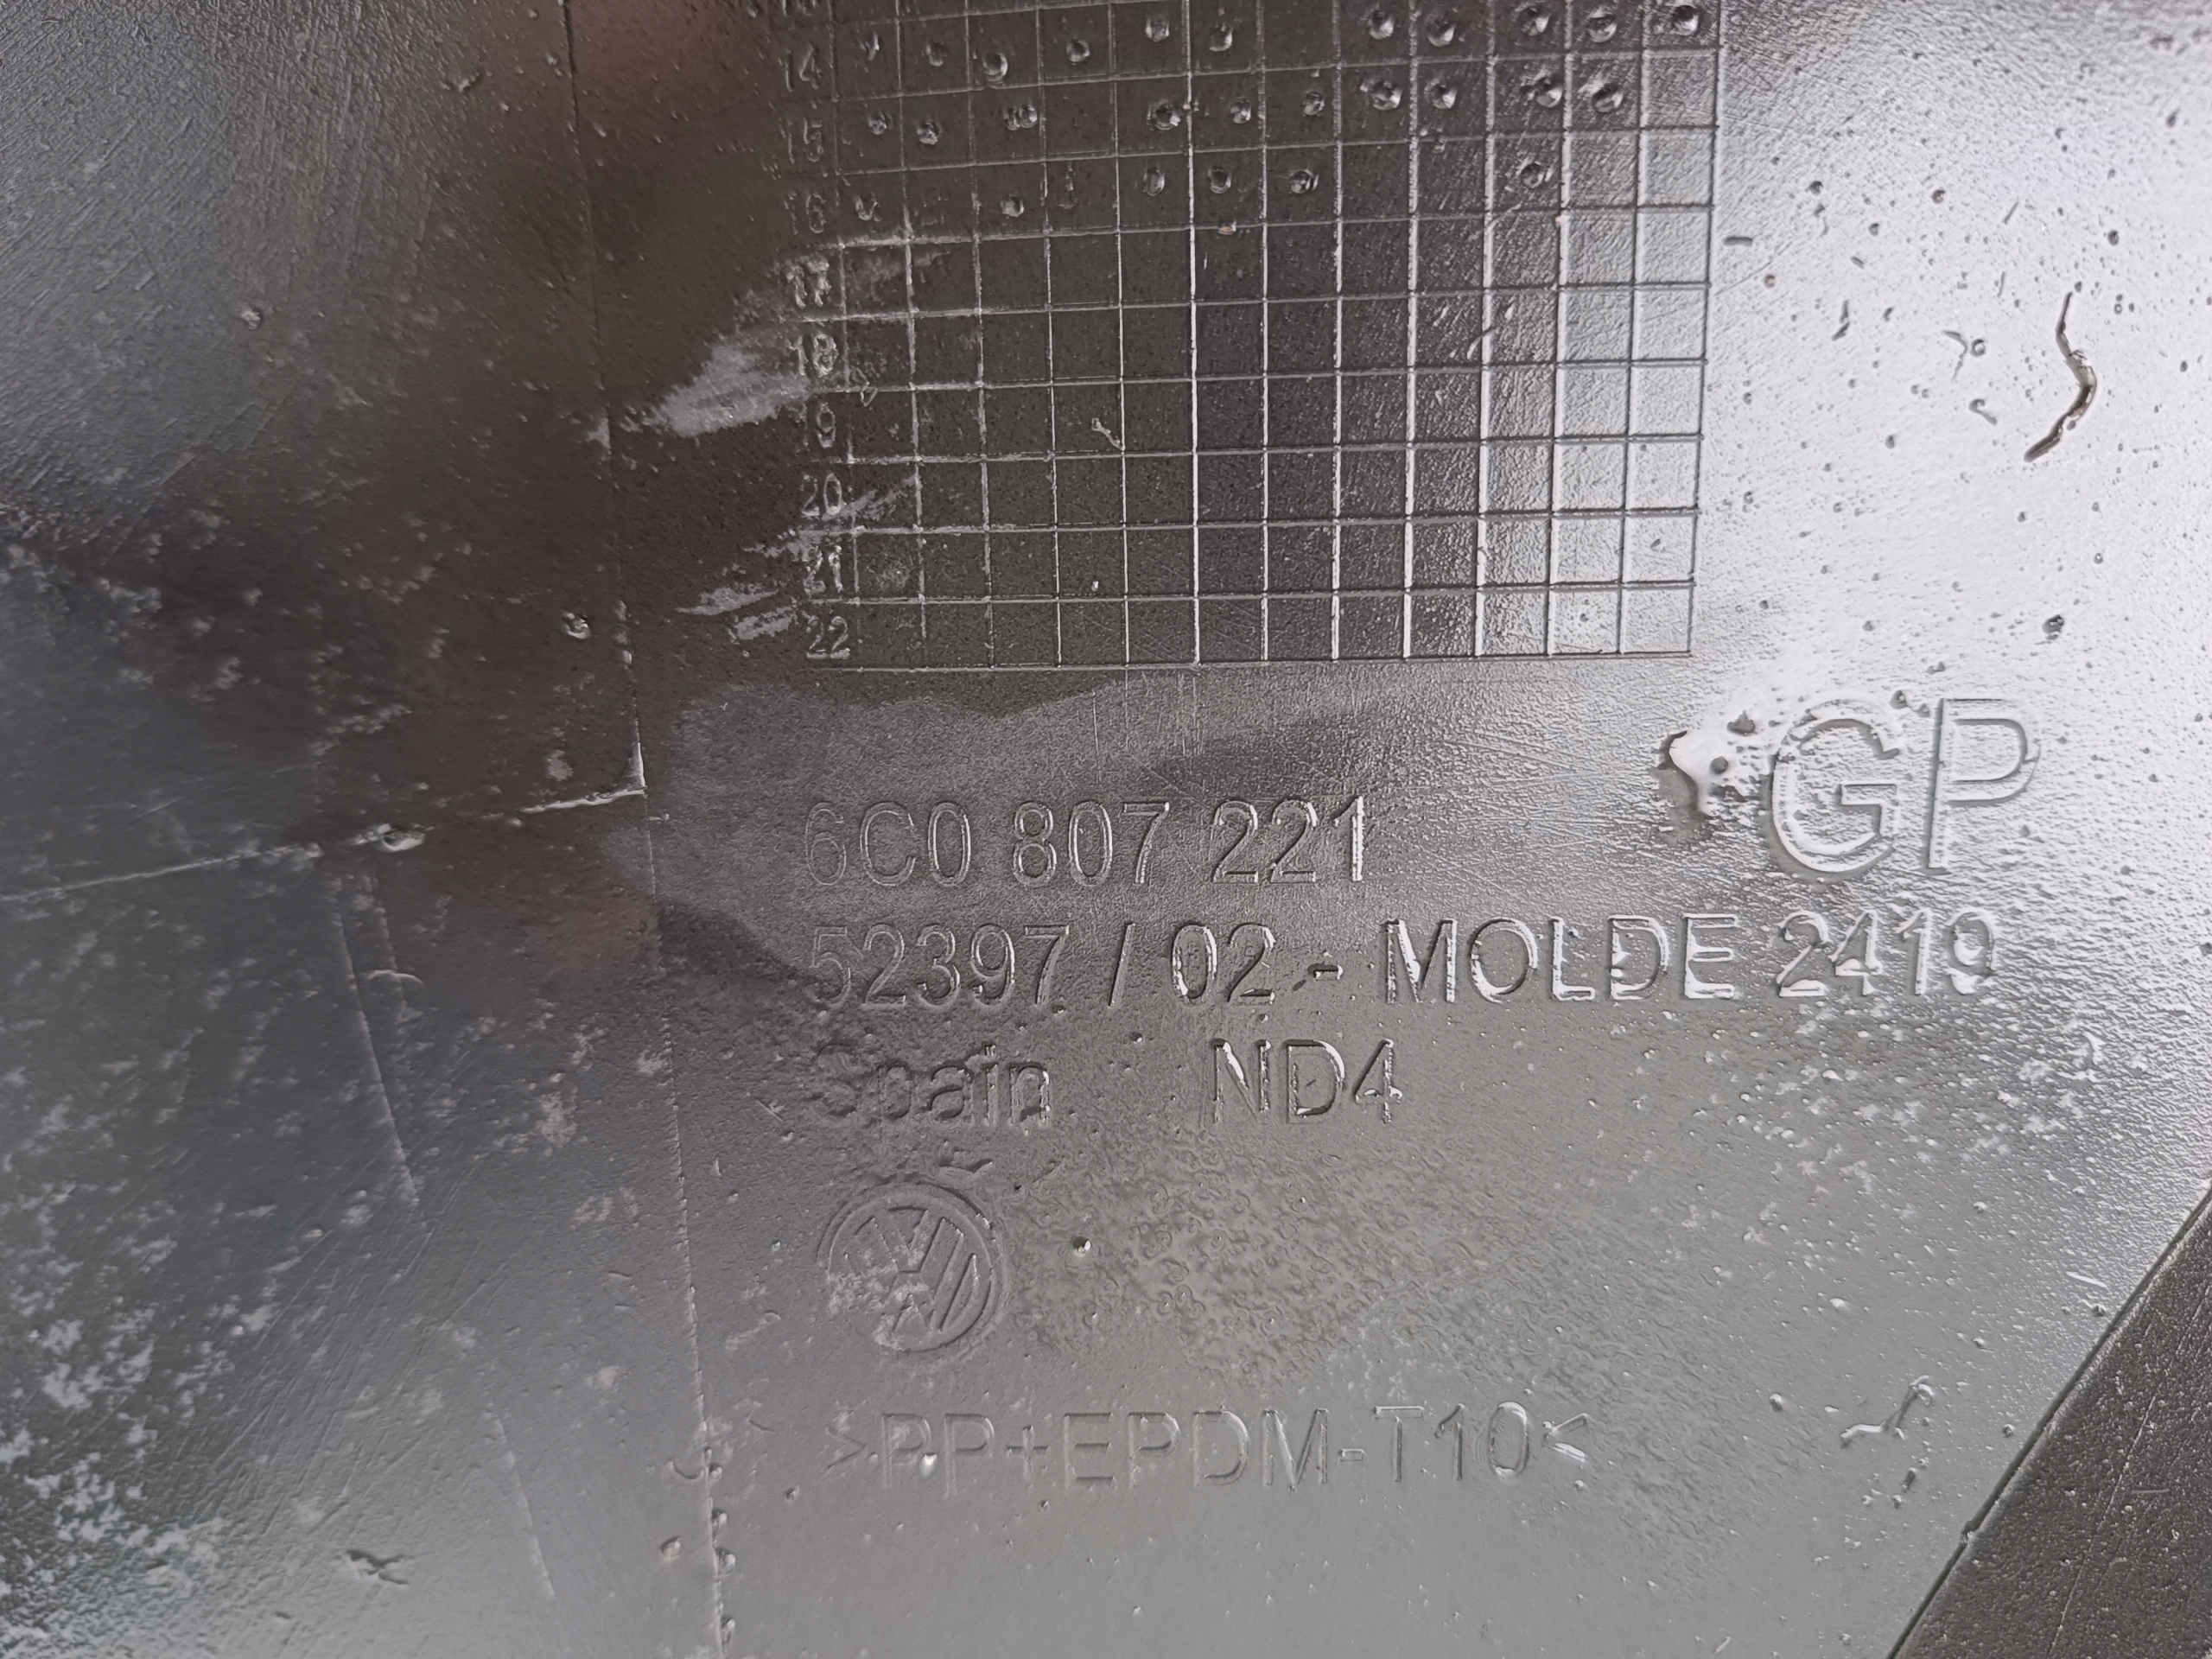 14
15
16
17
18
19
20
21
22
GP
6C0 807 221
52397 / 02 - MOLDE 2419
Spain ND4
>PP+EPDM-T10<